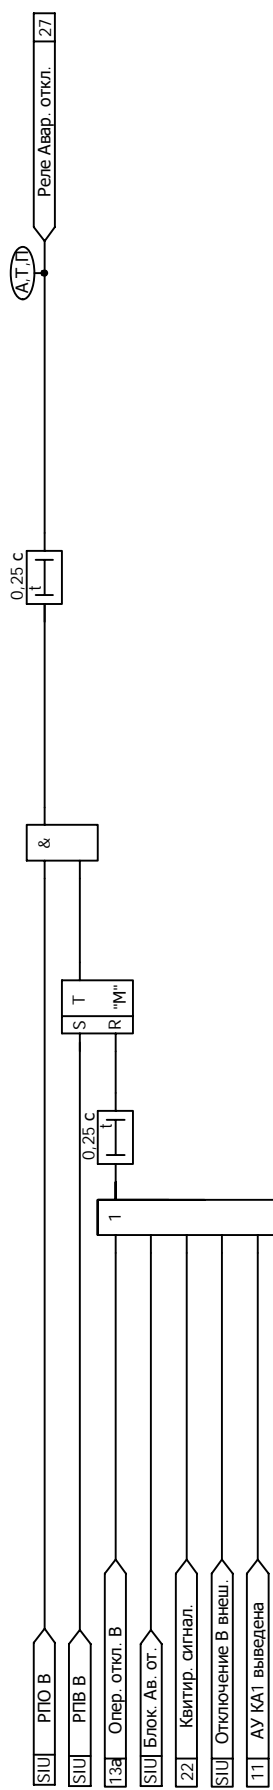 SIU РПО В
SIU РПВ В
13а Опер. откл. В
SIU Блок. Ав. от.
22 Квитир. сигнал.
SIU Отключение В внеш.
11 АУ КА1 выведена
1
0,25 с
t
S T
R "М"
&
0,25 с
t
А,Т,П
Реле Авар. откл. 27